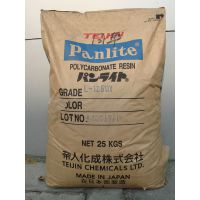 TEIJIN
Panlite
POLYCARBONATE RESIN
パンライト
GRADE
COLOR
LOT NO.
NET 25 KGS
帝人化成株式会社
TEIJIN CHEMICALS LTD.
MADE IN JAPAN